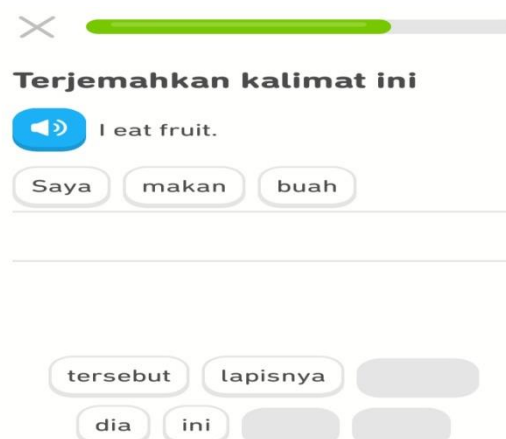 Terjemahkan kalimat ini
I eat fruit.
Saya makan buah
tersebut lapisnya
dia ini